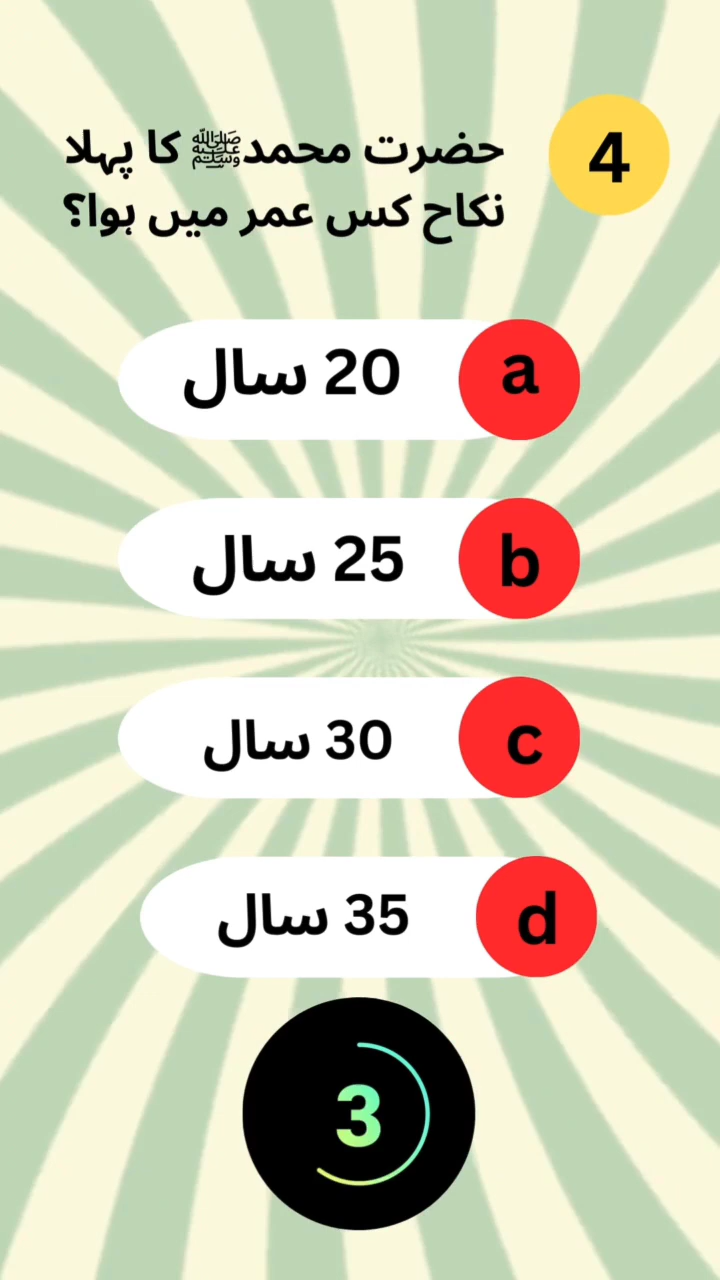 4
حضرت محمدﷺ کا پہلا
نکاح کس عمر میں ہوا؟
a 20 سال
b 25 سال
c 30 سال
d 35 سال
3